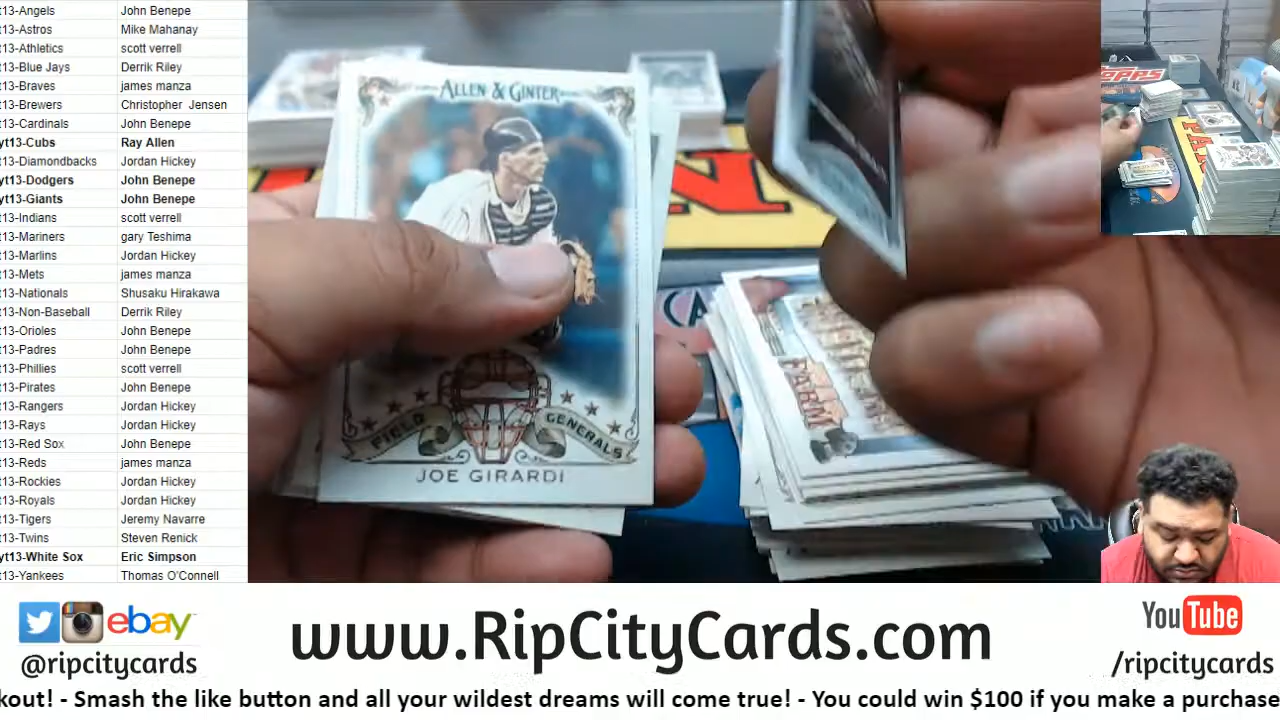 t13-Angels John Benepe
t13-Astros Mike Mahanay
t13-Athletics scott verrell
t13-Blue Jays Derrik Riley
t13-Braves james manza
t13-Brewers Christopher Jensen
t13-Cardinals John Benepe
yt13-Cubs Ray Allen
t13-Diamondbacks Jordan Hickey
yt13-Dodgers John Benepe
yt13-Giants John Benepe
t13-Indians scott verrell
t13-Mariners gary Teshima
t13-Marlins Jordan Hickey
t13-Mets james manza
t13-Nationals Shusaku Hirakawa
t13-Non-Baseball Derrik Riley
t13-Orioles John Benepe
t13-Padres John Benepe
t13-Phillies scott verrell
t13-Pirates John Benepe
t13-Rangers Jordan Hickey
t13-Rays Jordan Hickey
t13-Red Sox John Benepe
t13-Reds james manza
t13-Rockies Jordan Hickey
t13-Royals Jordan Hickey
t13-Tigers Jeremy Navarre
t13-Twins Steven Renick
yt13-White Sox Eric Simpson
t13-Yankees Thomas O'Connell
ALLEN & GINTER
FIELD GENERALS
JOE GIRARDI
FARM
TOPPS
ebay
@ripcitycards
www.RipCityCards.com
YouTube
/ripcitycards
kout! - Smash the like button and all your wildest dreams will come true! - You could win $100 if you make a purchase